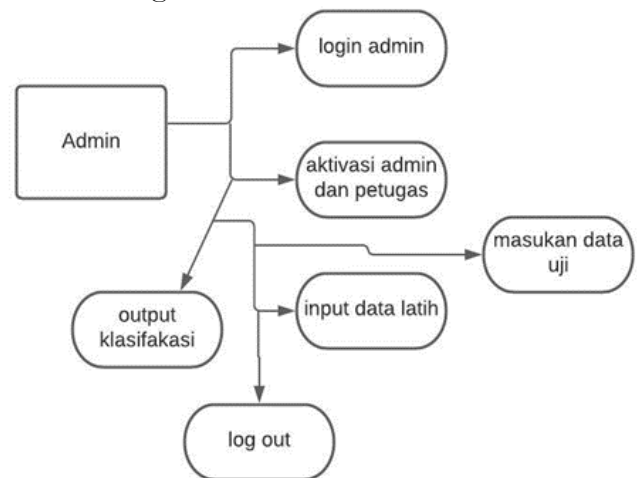 login admin
Admin
aktivasi admin
dan petugas
masukan data
uji
output
klasifakasi
input data latih
log out